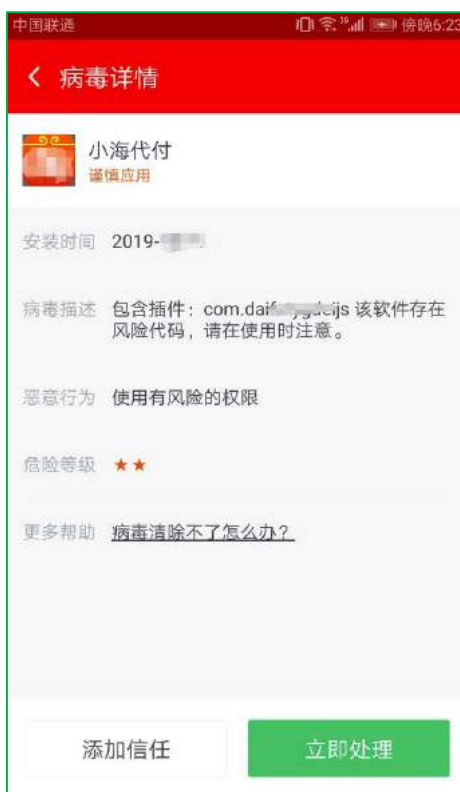 中国联通 傍晚6:23
病毒详情
小海代付
谨慎应用
安装时间 2019-
病毒描述 包含插件：com.daif 该软件存在
风险代码，请在使用时注意。
恶意行为 使用有风险的权限
危险等级 ★★
更多帮助 病毒清除不了怎么办？
添加信任 立即处理